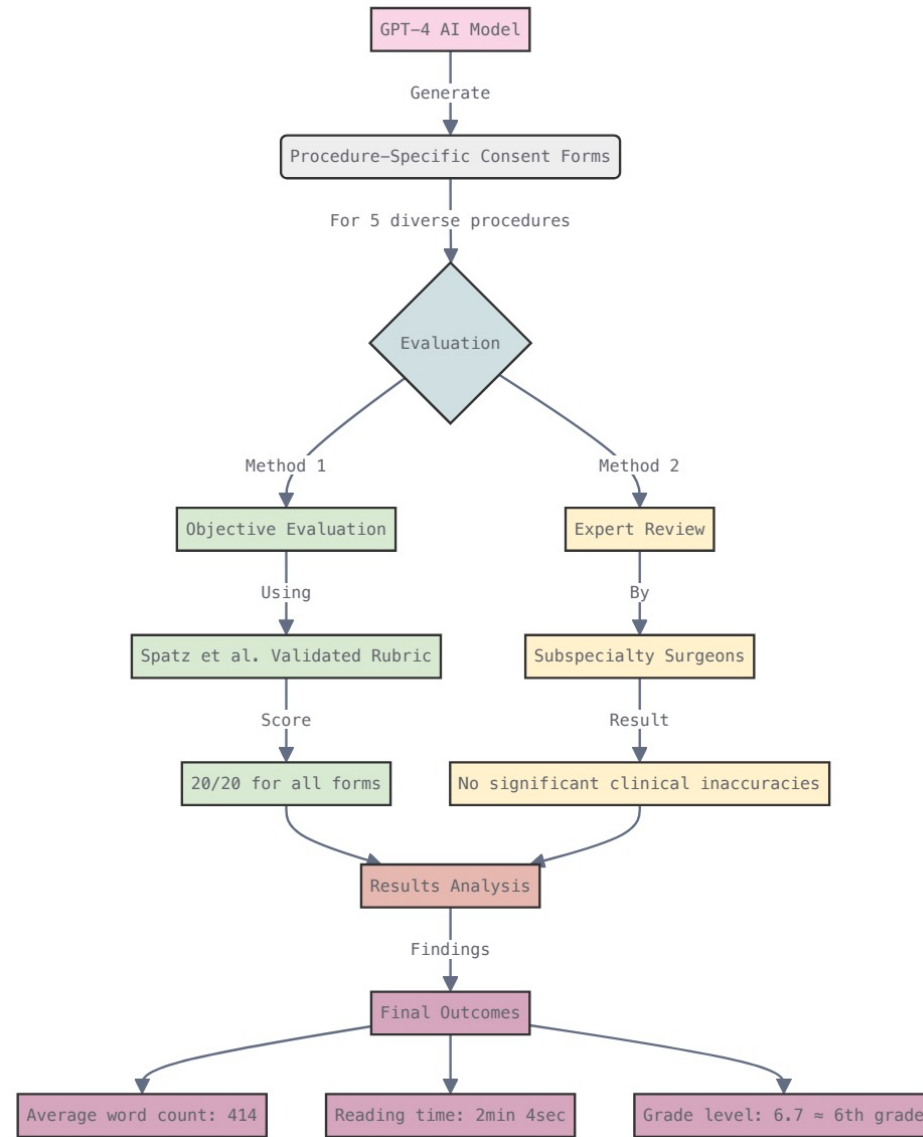 GPT−4 AI Model
Generate
Procedure−Specific Consent Forms
For 5 diverse procedures
Evaluation
Method 1
Method 2
Objective Evaluation
Expert Review
Using
By
Spatz et al. Validated Rubric
Subspecialty Surgeons
Score
Result
20/20 for all forms
No significant clinical inaccuracies
Results Analysis
Findings
Final Outcomes
Average word count: 414
Reading time: 2min 4sec
Grade level: 6.7 ≈ 6th grade